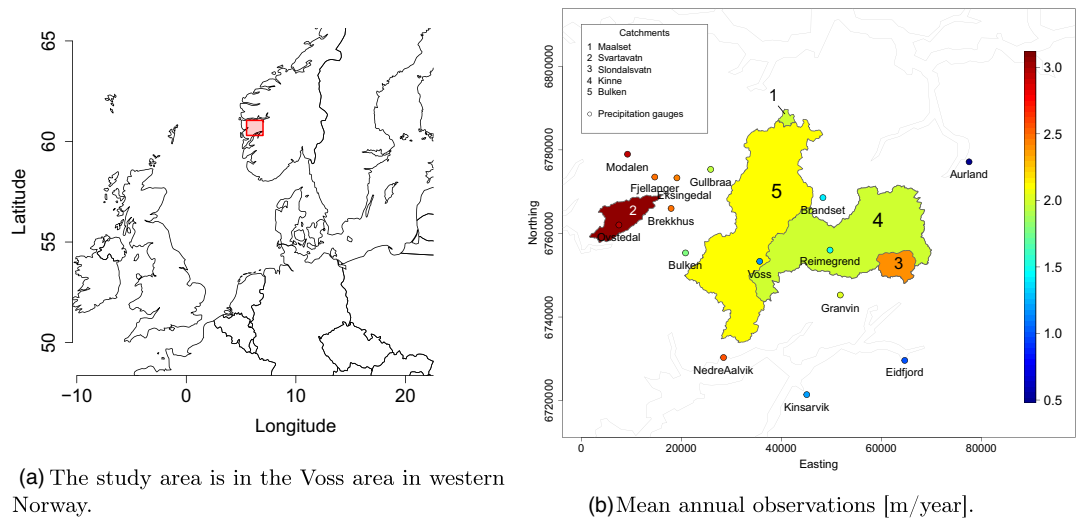 65
60
55
50
Latitude
−10
0
10
20
Longitude
(a) The study area is in the Voss area in western
Norway.
Catchments
1 Maalset
2 Svartavatn
3 Slondalsvatn
4 Kinne
5 Bulken
Precipitation gauges
6800000
6780000
6760000
6740000
6720000
Northing
1
Modalen
Fjellanger
Gullbraa
Eksingedal
Aurland
5
2
Brekkhus
Brandset
4
Bulken
Voss
Reimegrend
3
Granvin
NedreAalvik
Eidfjord
Kinsarvik
3.0
2.5
2.0
1.5
1.0
0.5
0
20000
40000
60000
80000
Easting
(b) Mean annual observations [m/year].